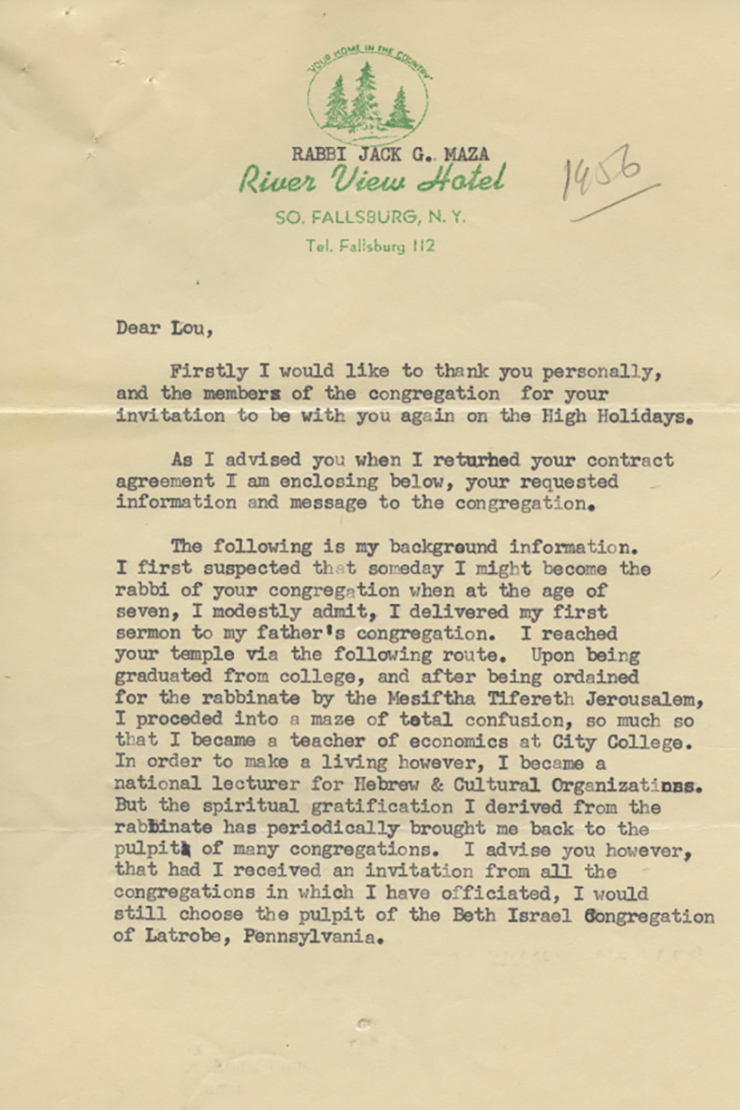 "YOUR HOME IN THE COUNTRY"
RABBI JACK G. MAZA
River View Hotel
SO. FALLSBURG, N. Y.
Tel. Fallsburg 112
1956
Dear Lou,
Firstly I would like to thank you personally,
and the members of the congregation for your
invitation to be with you again on the High Holidays.
As I advised you when I returned your contract
agreement I am enclosing below, your requested
information and message to the congregation.
The following is my background information.
I first suspected that someday I might become the
rabbi of your congregation when at the age of
seven, I modestly admit, I delivered my first
sermon to my father's congregation. I reached
your temple via the following route. Upon being
graduated from college, and after being ordained
for the rabbinate by the Mesiftha Tifereth Jerousalem,
I proceded into a maze of total confusion, so much so
that I became a teacher of economics at City College.
In order to make a living however, I became a
national lecturer for Hebrew & Cultural Organizations.
But the spiritual gratification I derived from the
rabbinate has periodically brought me back to the
pulpit of many congregations. I advise you however,
that had I received an invitation from all the
congregations in which I have officiated, I would
still choose the pulpit of the Beth Israel Congregation
of Latrobe, Pennsylvania.